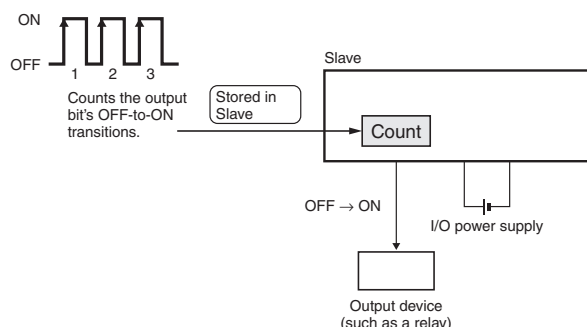 ON
OFF
1 2 3
Counts the output
bit's OFF-to-ON
transitions.
Stored in
Slave
Slave
Count
OFF → ON
I/O power supply
Output device
(such as a relay)